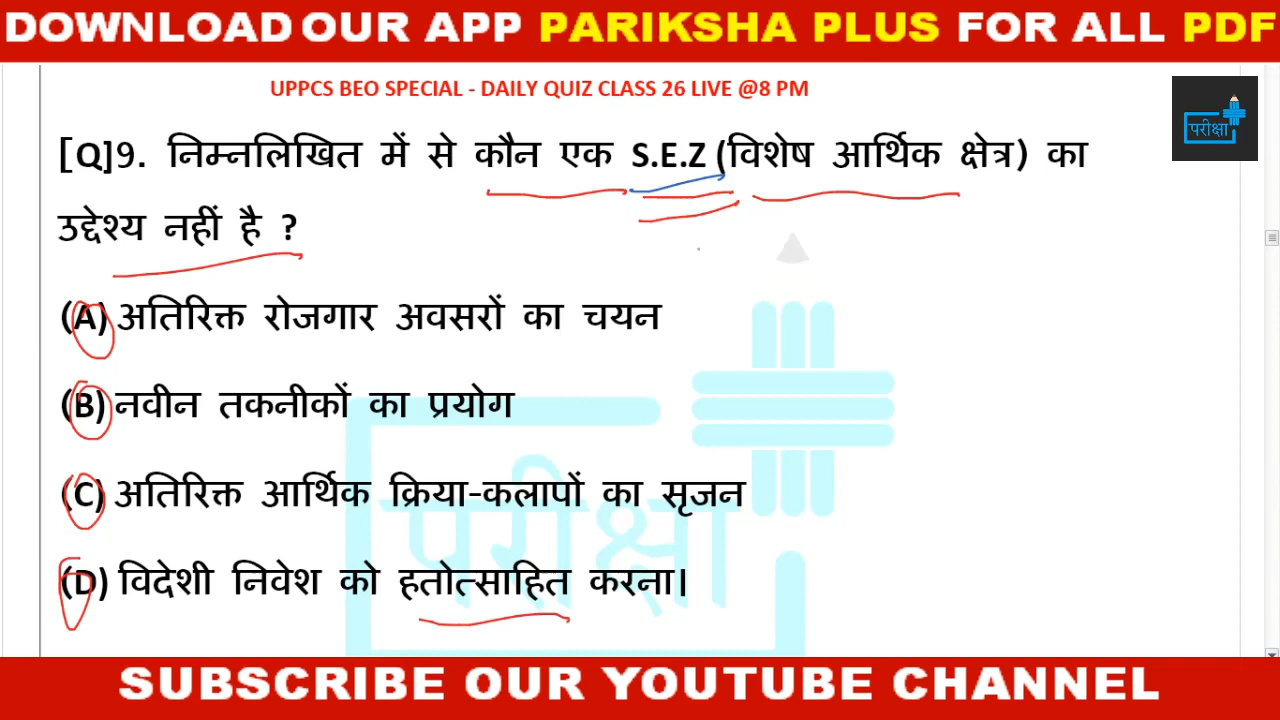 DOWNLOAD OUR APP PARIKSHA PLUS FOR ALL PDF
UPPCS BEO SPECIAL - DAILY QUIZ CLASS 26 LIVE @8 PM
परीक्षा
[Q]9. निम्नलिखित में से कौन एक S.E.Z (विशेष आर्थिक क्षेत्र) का
उद्देश्य नहीं है ?
(A) अतिरिक्त रोजगार अवसरों का चयन
(B) नवीन तकनीकों का प्रयोग
(C) अतिरिक्त आर्थिक क्रिया-कलापों का सृजन
परीक्षा
(D) विदेशी निवेश को हतोत्साहित करना।
SUBSCRIBE OUR YOUTUBE CHANNEL